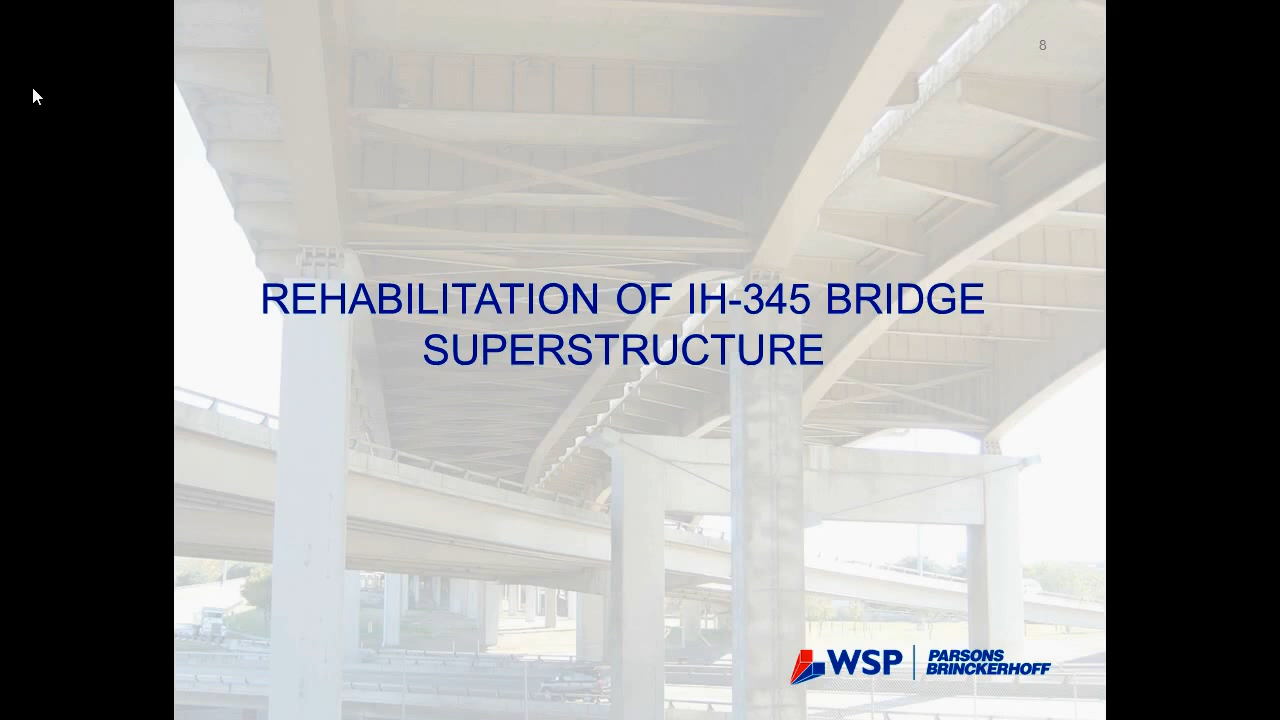 8
REHABILITATION OF IH-345 BRIDGE
SUPERSTRUCTURE
WSP | PARSONS
BRINCKERHOFF